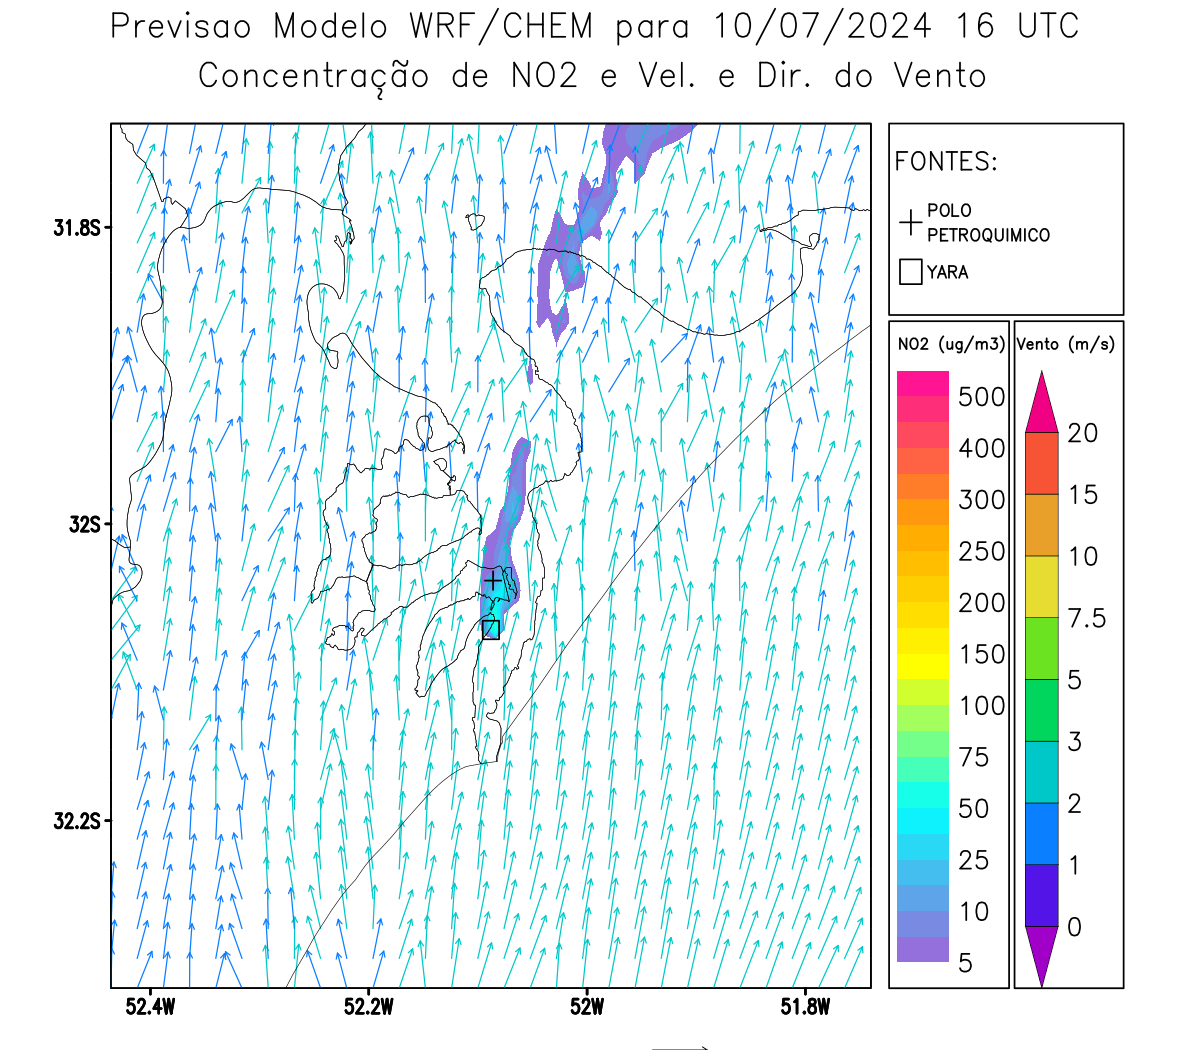 Previsao Modelo WRF/CHEM para 10/07/2024 16 UTC
Concentração de NO2 e Vel. e Dir. do Vento
FONTES:
POLO
PETROQUIMICO
YARA
NO2 (ug/m3)
500
400
300
250
200
150
100
75
50
25
10
5
Vento (m/s)
20
15
10
7.5
5
3
2
1
0
31.8S
32S
32.2S
52.4W
52.2W
52W
51.8W